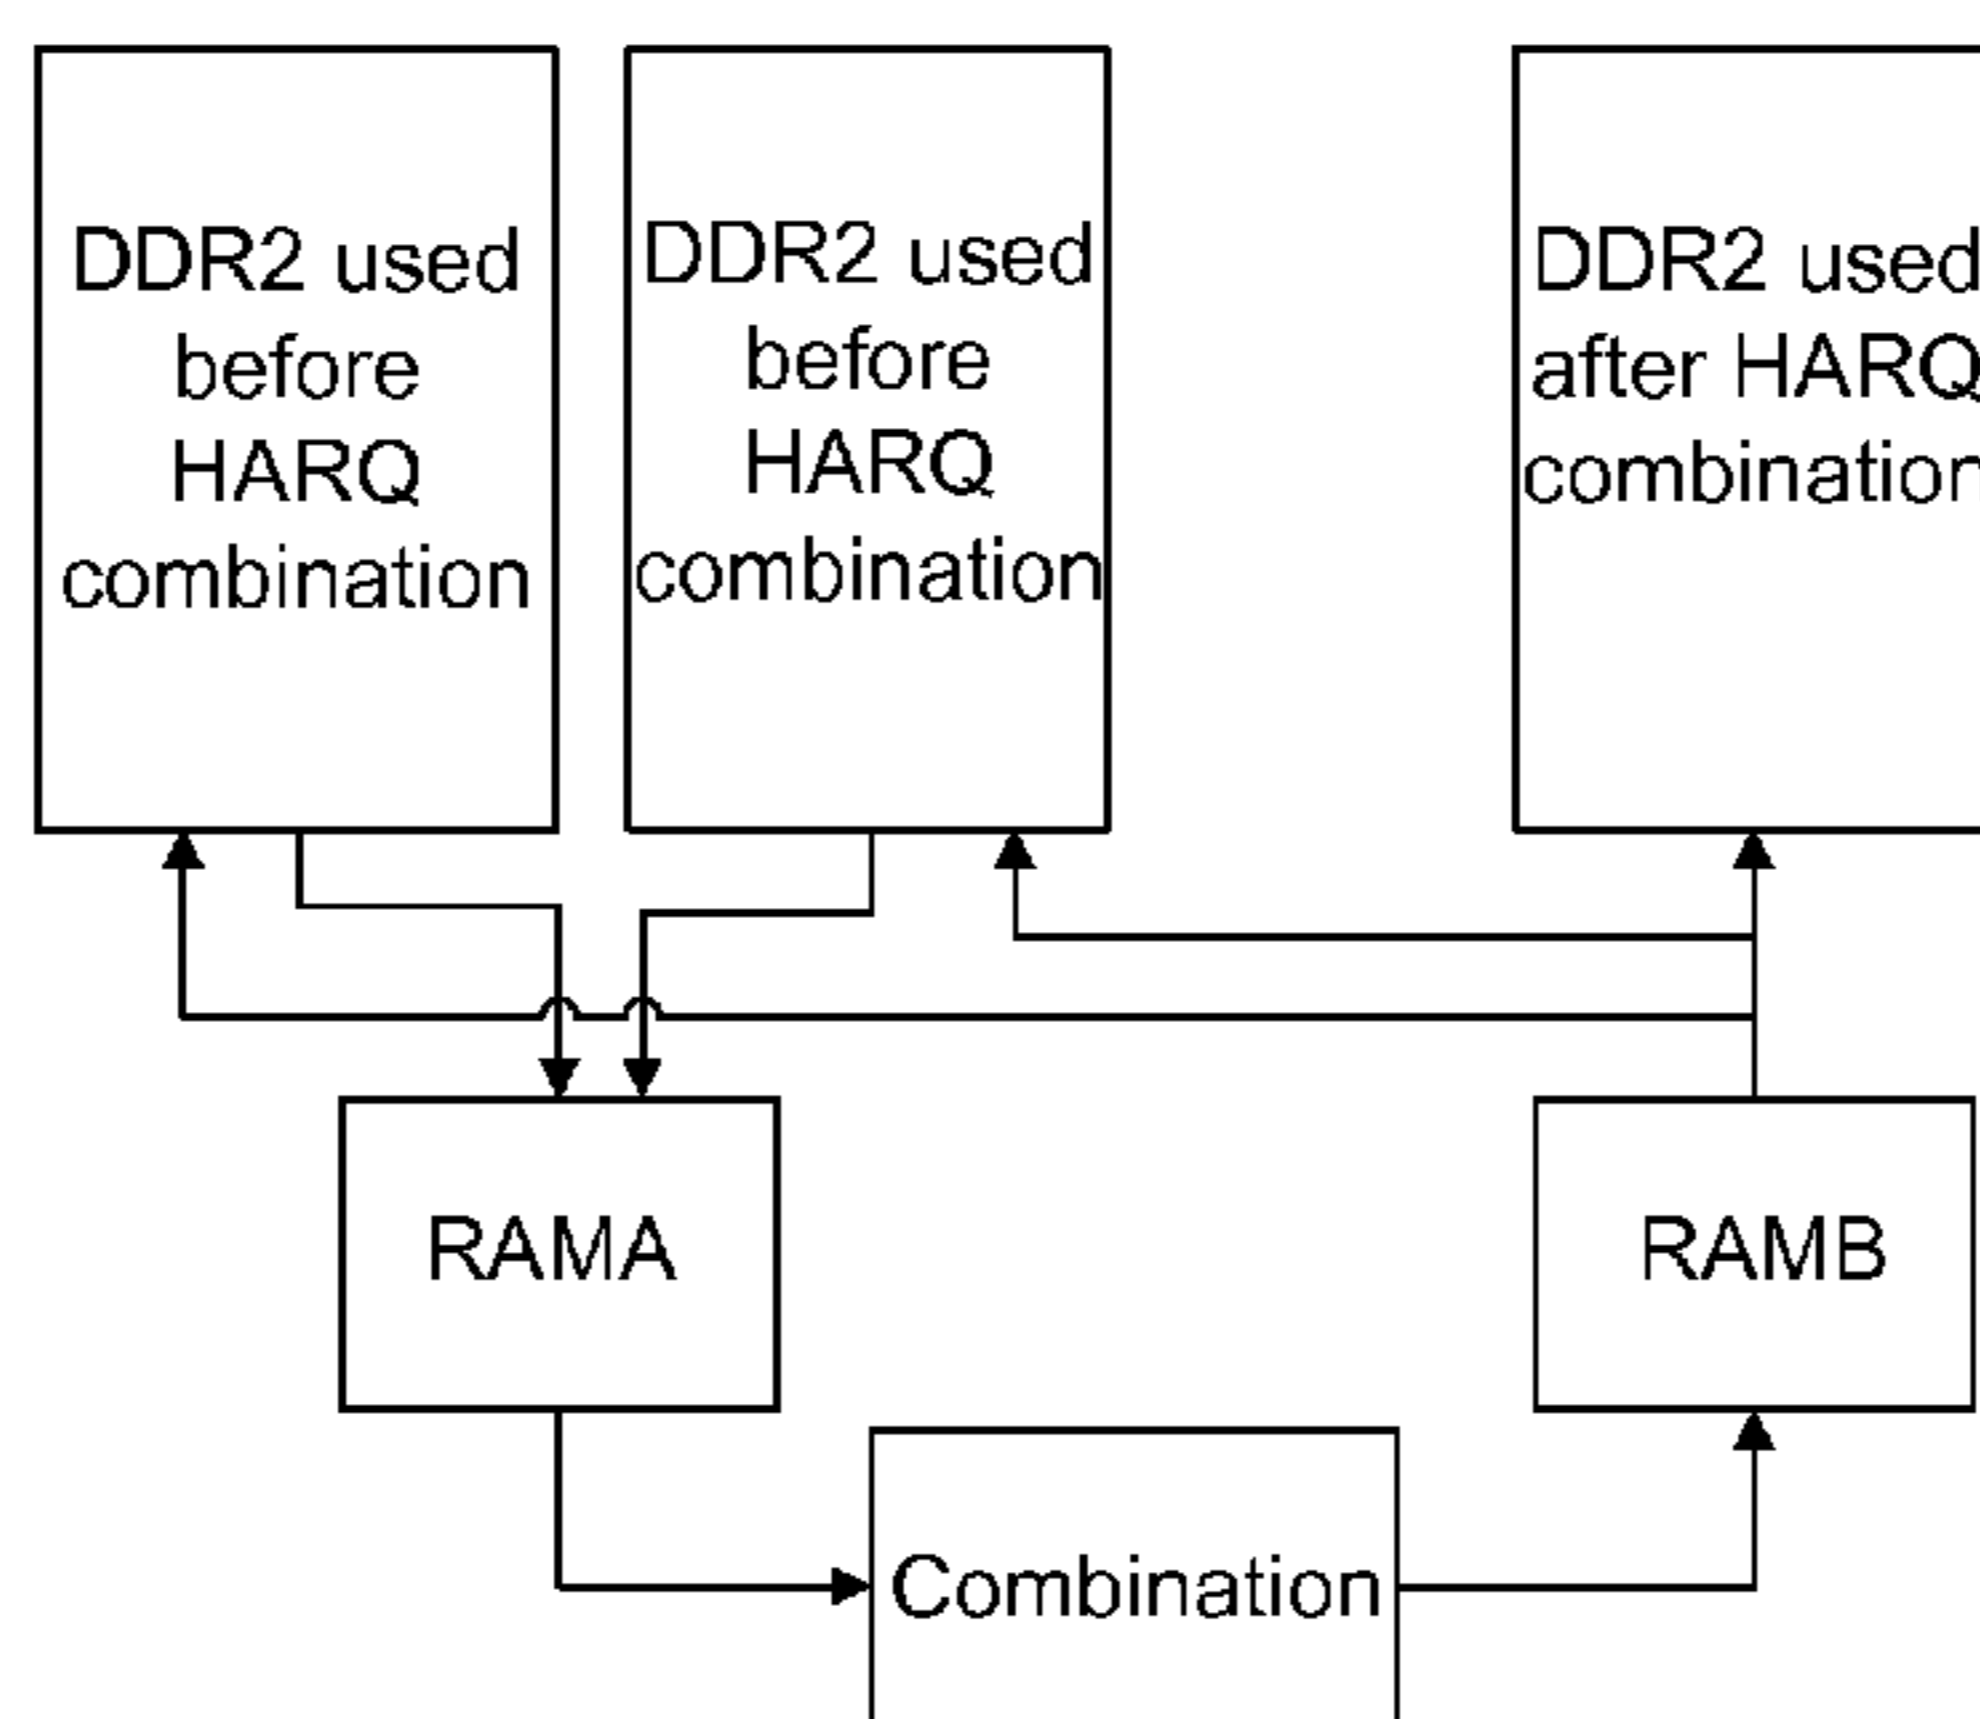 DDR2 used
before
HARQ
combination
DDR2 used
before
HARQ
combination
DDR2 used
after HARQ
combination
RAMA
RAMB
Combination